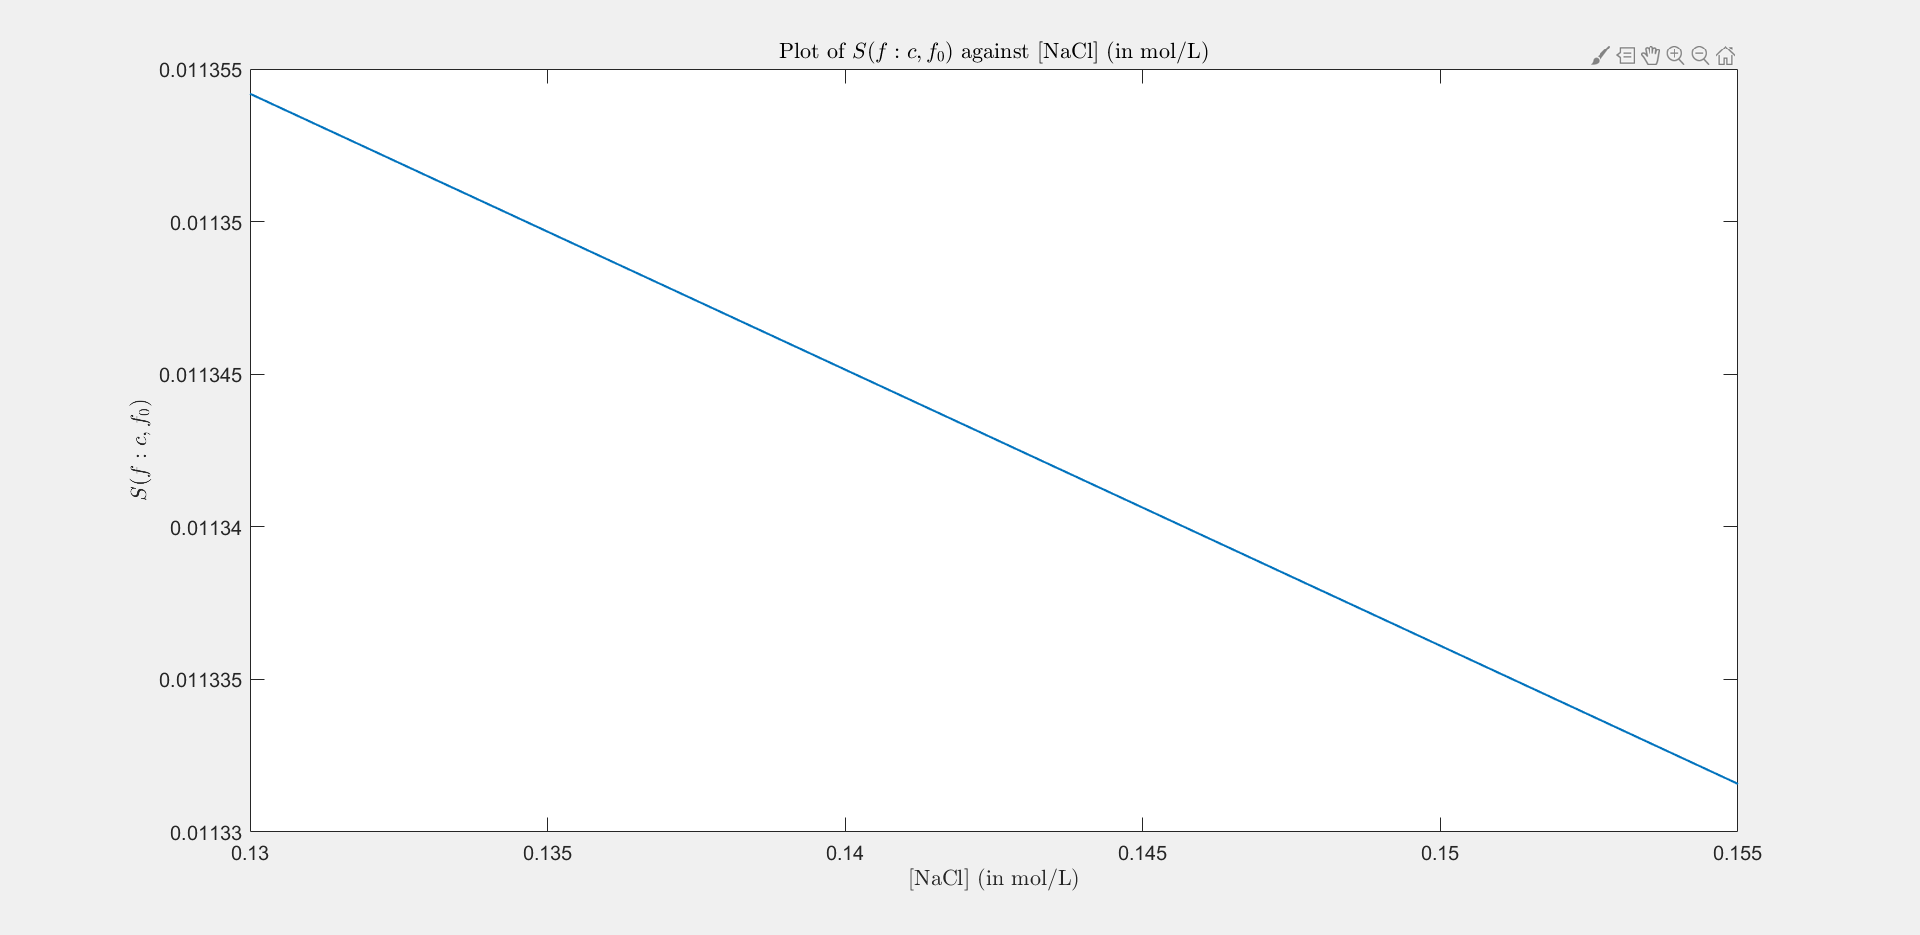 Plot of S(f : c, f₀) against [NaCl] (in mol/L)
0.011355
0.01135
0.011345
0.01134
0.011335
0.01133
S(f : c, f₀)
0.13 0.135 0.14 0.145 0.15 0.155
[NaCl] (in mol/L)